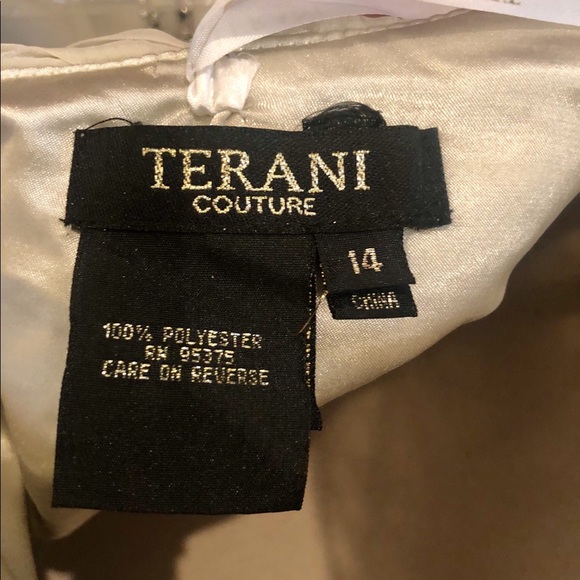 TERANI
COUTURE
14
CHINA
100% POLYESTER
RN 95375
CARE ON REVERSE